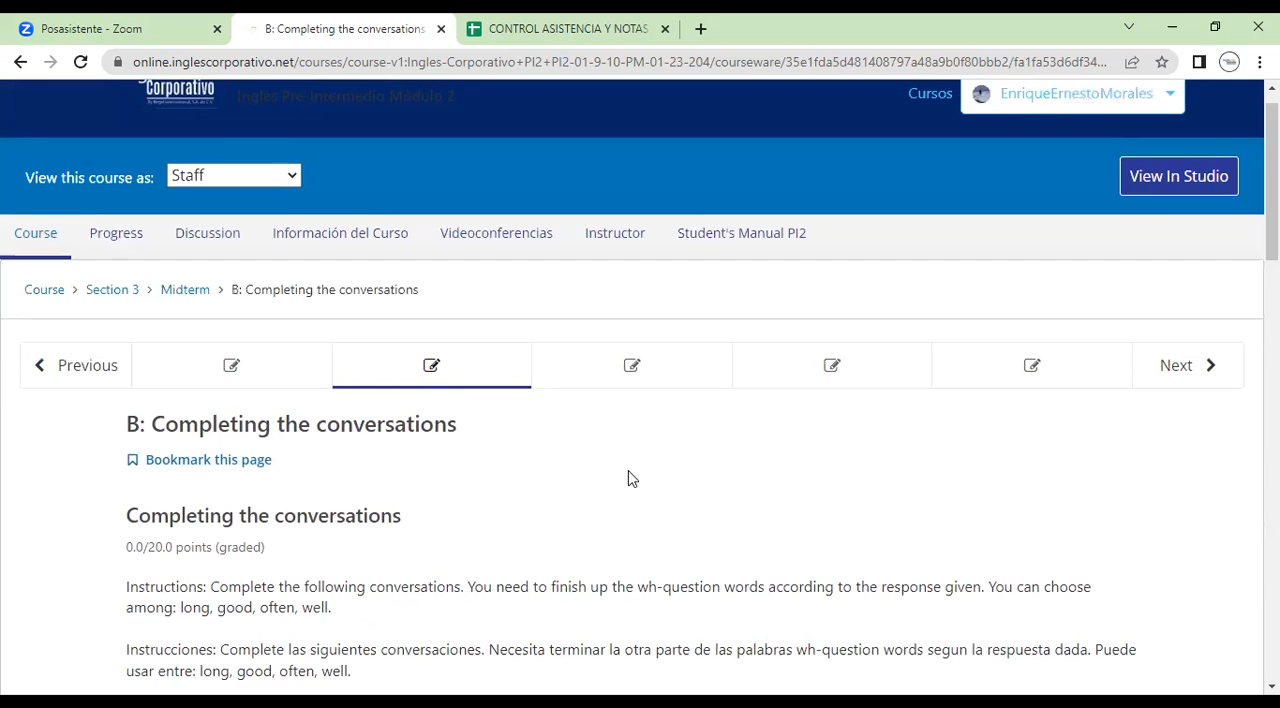 Posasistente - Zoom
B: Completing the conversations
CONTROL ASISTENCIA Y NOTAS
online.inglescorporativo.net/courses/course-v1:Ingles-Corporativo+PI2+PI2-01-9-10-PM-01-23-204/courseware/35e1fda5d481408797a48a9b0f80bbb2/fa1fa53d6df34...
Corporativo
Inglés Pre-Intermedio Módulo 2
Cursos
EnriqueErnestoMorales
View this course as:
Staff
View In Studio
Course
Progress
Discussion
Información del Curso
Videoconferencias
Instructor
Student's Manual PI2
Course > Section 3 > Midterm > B: Completing the conversations
Previous
Next
B: Completing the conversations
Bookmark this page
Completing the conversations
0.0/20.0 points (graded)
Instructions: Complete the following conversations. You need to finish up the wh-question words according to the response given. You can choose
among: long, good, often, well.
Instrucciones: Complete las siguientes conversaciones. Necesita terminar la otra parte de las palabras wh-question words segun la respuesta dada. Puede
usar entre: long, good, often, well.